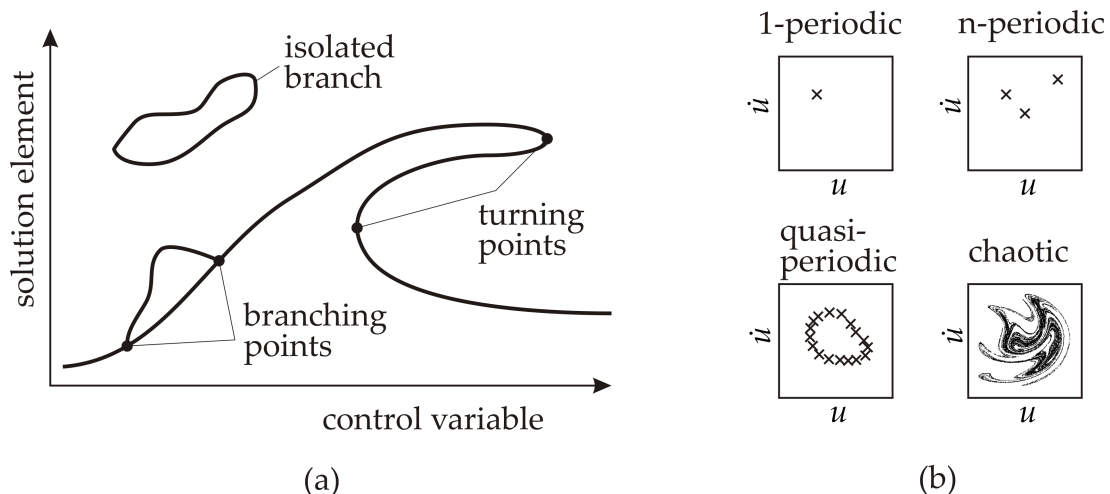 isolated
branch
solution element
turning
points
branching
points
control variable
(a)
1-periodic
n-periodic
u̇
u
u̇
u
quasi-
periodic
chaotic
u̇
u
u̇
u
(b)